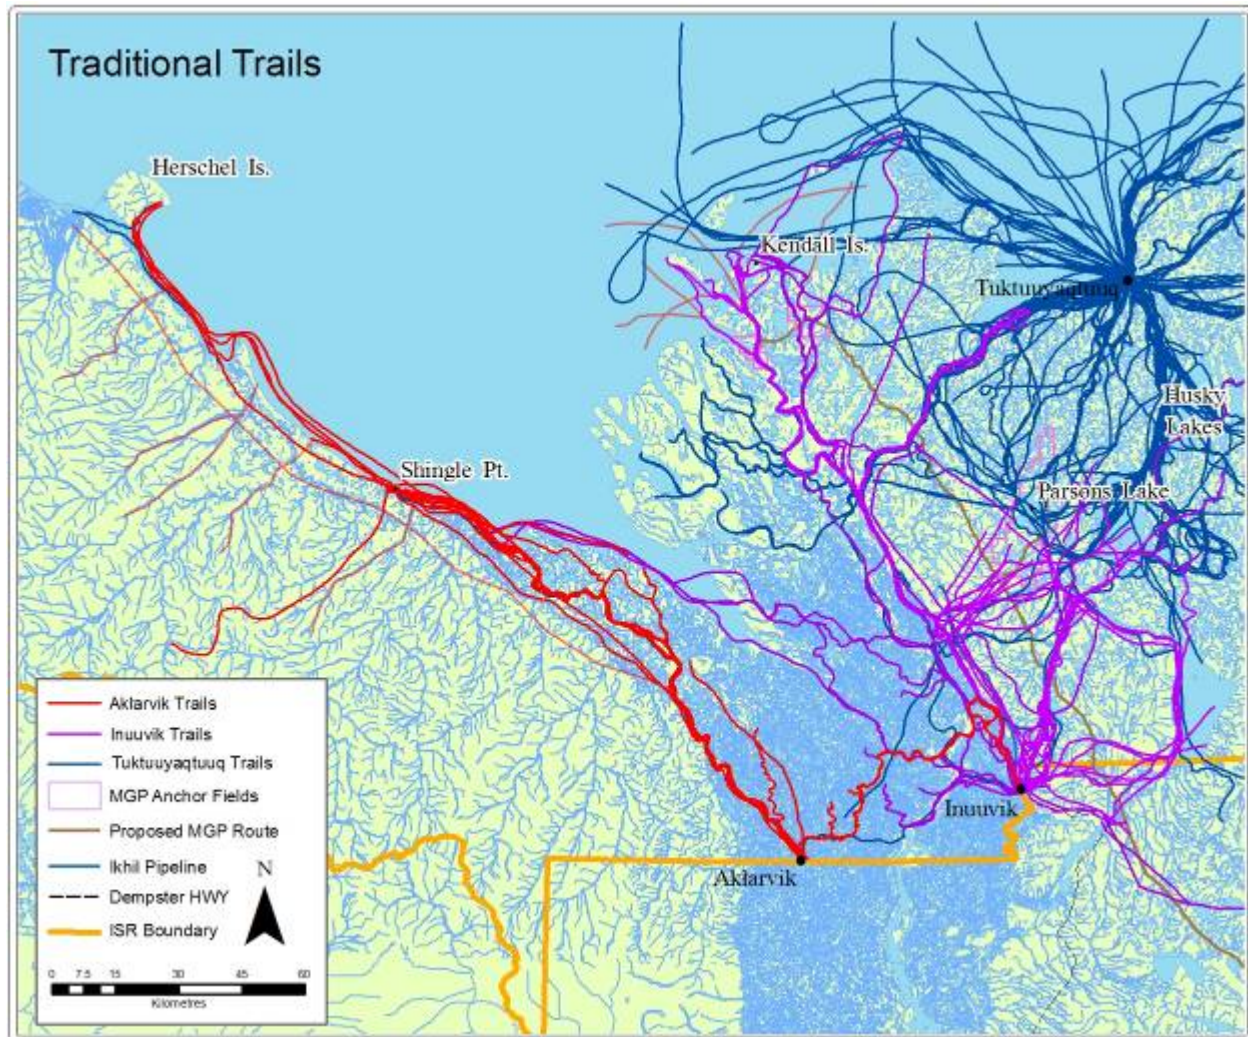 Traditional Trails
Herschel Is.
Kendall Is.
Tuktuuyaqtuuq
Husky
Lakes
Shingle Pt.
Parsons Lake
Inuuvik
Aklarvik
Aklarvik Trails
Inuuvik Trails
Tuktuuyaqtuuq Trails
MGP Anchor Fields
Proposed MGP Route
Ikhil Pipeline
Dempster HWY
ISR Boundary
N
0 7.5 15 30 45 60
Kilometres